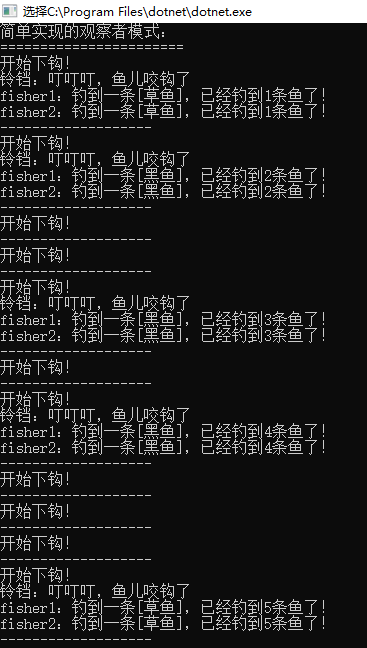 选择C:\Program Files\dotnet\dotnet.exe
简单实现的观察者模式：
=======================
开始下钩!
铃铛：叮叮叮，鱼儿咬钩了
fisher1：钓到一条[草鱼]，已经钓到1条鱼了!
fisher2：钓到一条[草鱼]，已经钓到1条鱼了!
-------------------
开始下钩!
铃铛：叮叮叮，鱼儿咬钩了
fisher1：钓到一条[黑鱼]，已经钓到2条鱼了!
fisher2：钓到一条[黑鱼]，已经钓到2条鱼了!
-------------------
开始下钩!
-------------------
开始下钩!
-------------------
开始下钩!
铃铛：叮叮叮，鱼儿咬钩了
fisher1：钓到一条[黑鱼]，已经钓到3条鱼了!
fisher2：钓到一条[黑鱼]，已经钓到3条鱼了!
-------------------
开始下钩!
-------------------
开始下钩!
铃铛：叮叮叮，鱼儿咬钩了
fisher1：钓到一条[黑鱼]，已经钓到4条鱼了!
fisher2：钓到一条[黑鱼]，已经钓到4条鱼了!
-------------------
开始下钩!
-------------------
开始下钩!
-------------------
开始下钩!
-------------------
开始下钩!
铃铛：叮叮叮，鱼儿咬钩了
fisher1：钓到一条[草鱼]，已经钓到5条鱼了!
fisher2：钓到一条[草鱼]，已经钓到5条鱼了!
-------------------